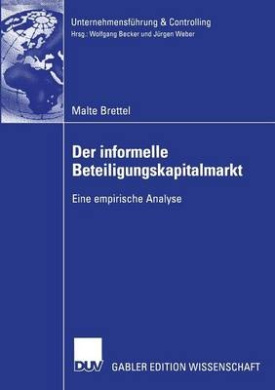 Unternehmensführung & Controlling
Hrsg.: Wolfgang Becker und Jürgen Weber
Malte Brettel
Der informelle
Beteiligungskapitalmarkt
Eine empirische Analyse
DUV
GABLER EDITION WISSENSCHAFT